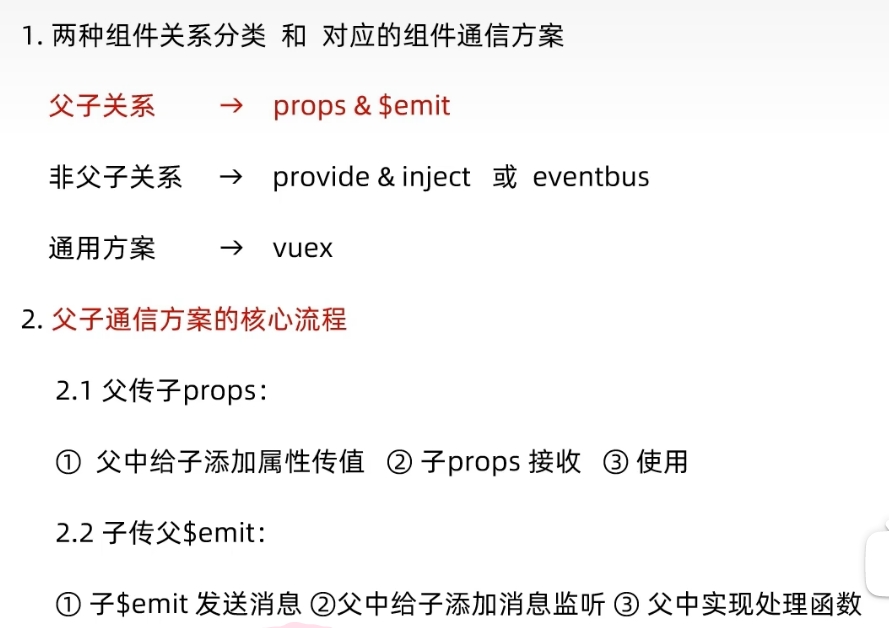 1. 两种组件关系分类 和 对应的组件通信方案
父子关系 → props & $emit
非父子关系 → provide & inject 或 eventbus
通用方案 → vuex
2. 父子通信方案的核心流程
2.1 父传子props：
① 父中给子添加属性传值 ② 子props 接收 ③ 使用
2.2 子传父$emit：
① 子$emit 发送消息 ②父中给子添加消息监听 ③ 父中实现处理函数